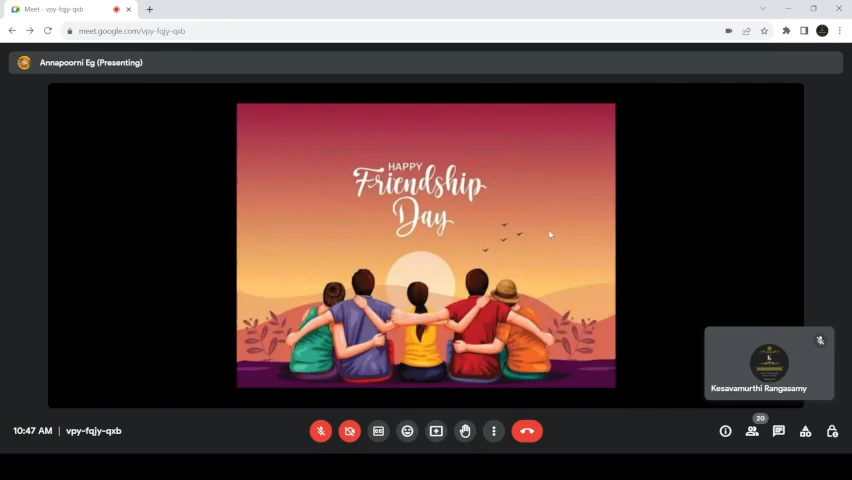 Meet - vpy-fqjy-qxb
meet.google.com/vpy-fqjy-qxb
Annapoorni Eg (Presenting)
HAPPY
Friendship
Day
K
Kesavamurthi Rangasamy
10:47 AM | vpy-fqjy-qxb
20